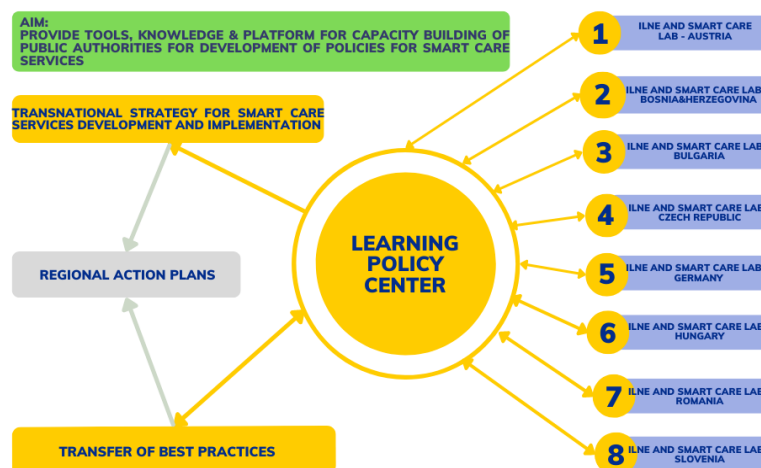 AIM:
PROVIDE TOOLS, KNOWLEDGE & PLATFORM FOR CAPACITY BUILDING OF
PUBLIC AUTHORITIES FOR DEVELOPMENT OF POLICIES FOR SMART CARE
SERVICES
TRANSNATIONAL STRATEGY FOR SMART CARE
SERVICES DEVELOPMENT AND IMPLEMENTATION
REGIONAL ACTION PLANS
TRANSFER OF BEST PRACTICES
LEARNING
POLICY
CENTER
1
ILNE AND SMART CARE
LAB - AUSTRIA
2
ILNE AND SMART CARE LAB
BOSNIA&HERZEGOVINA
3
ILNE AND SMART CARE LAB
BULGARIA
4
ILNE AND SMART CARE LAB
CZECH REPUBLIC
5
ILNE AND SMART CARE LAB
GERMANY
6
ILNE AND SMART CARE LAB
HUNGARY
7
ILNE AND SMART CARE LAB
ROMANIA
8
ILNE AND SMART CARE LAB
SLOVENIA